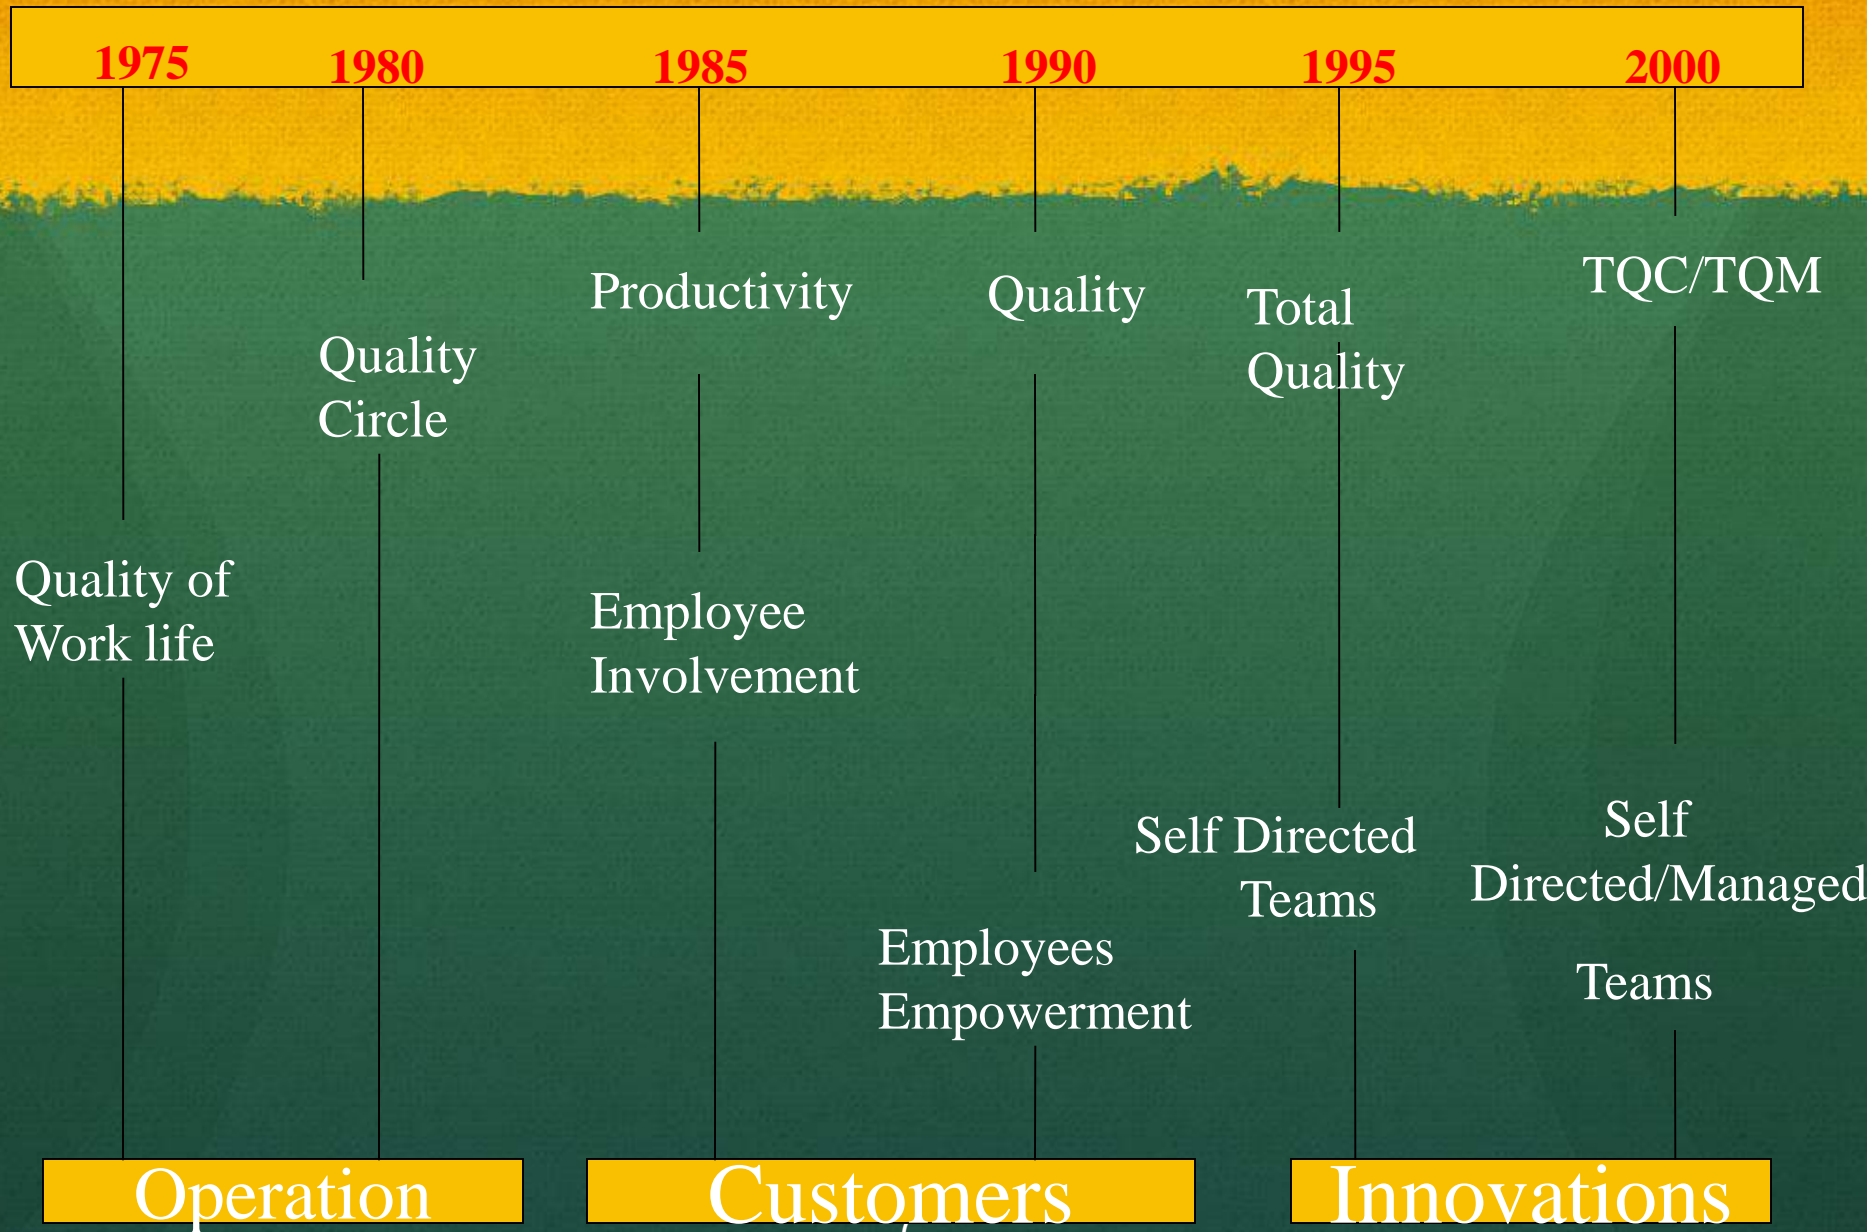 1975 1980 1985 1990 1995 2000
Quality of
Work life
Quality
Circle
Productivity
Employee
Involvement
Quality
Employees
Empowerment
Total
Quality
Self Directed
Teams
TQC/TQM
Self
Directed/Managed
Teams
Operation Customers Innovations